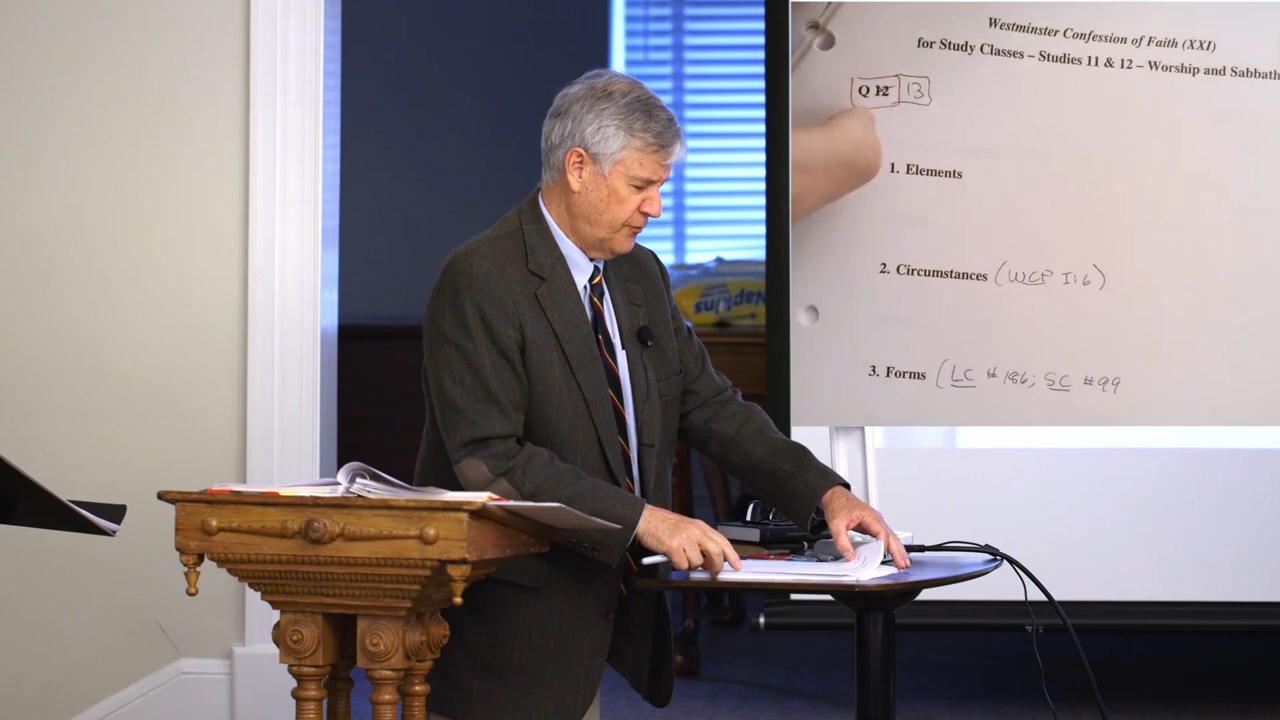 Westminster Confession of Faith (XXI)
for Study Classes – Studies 11 & 12 – Worship and Sabbath
Q 12 13
1. Elements
2. Circumstances (WCF I:6)
3. Forms (LC #186; SC #99
Napkins